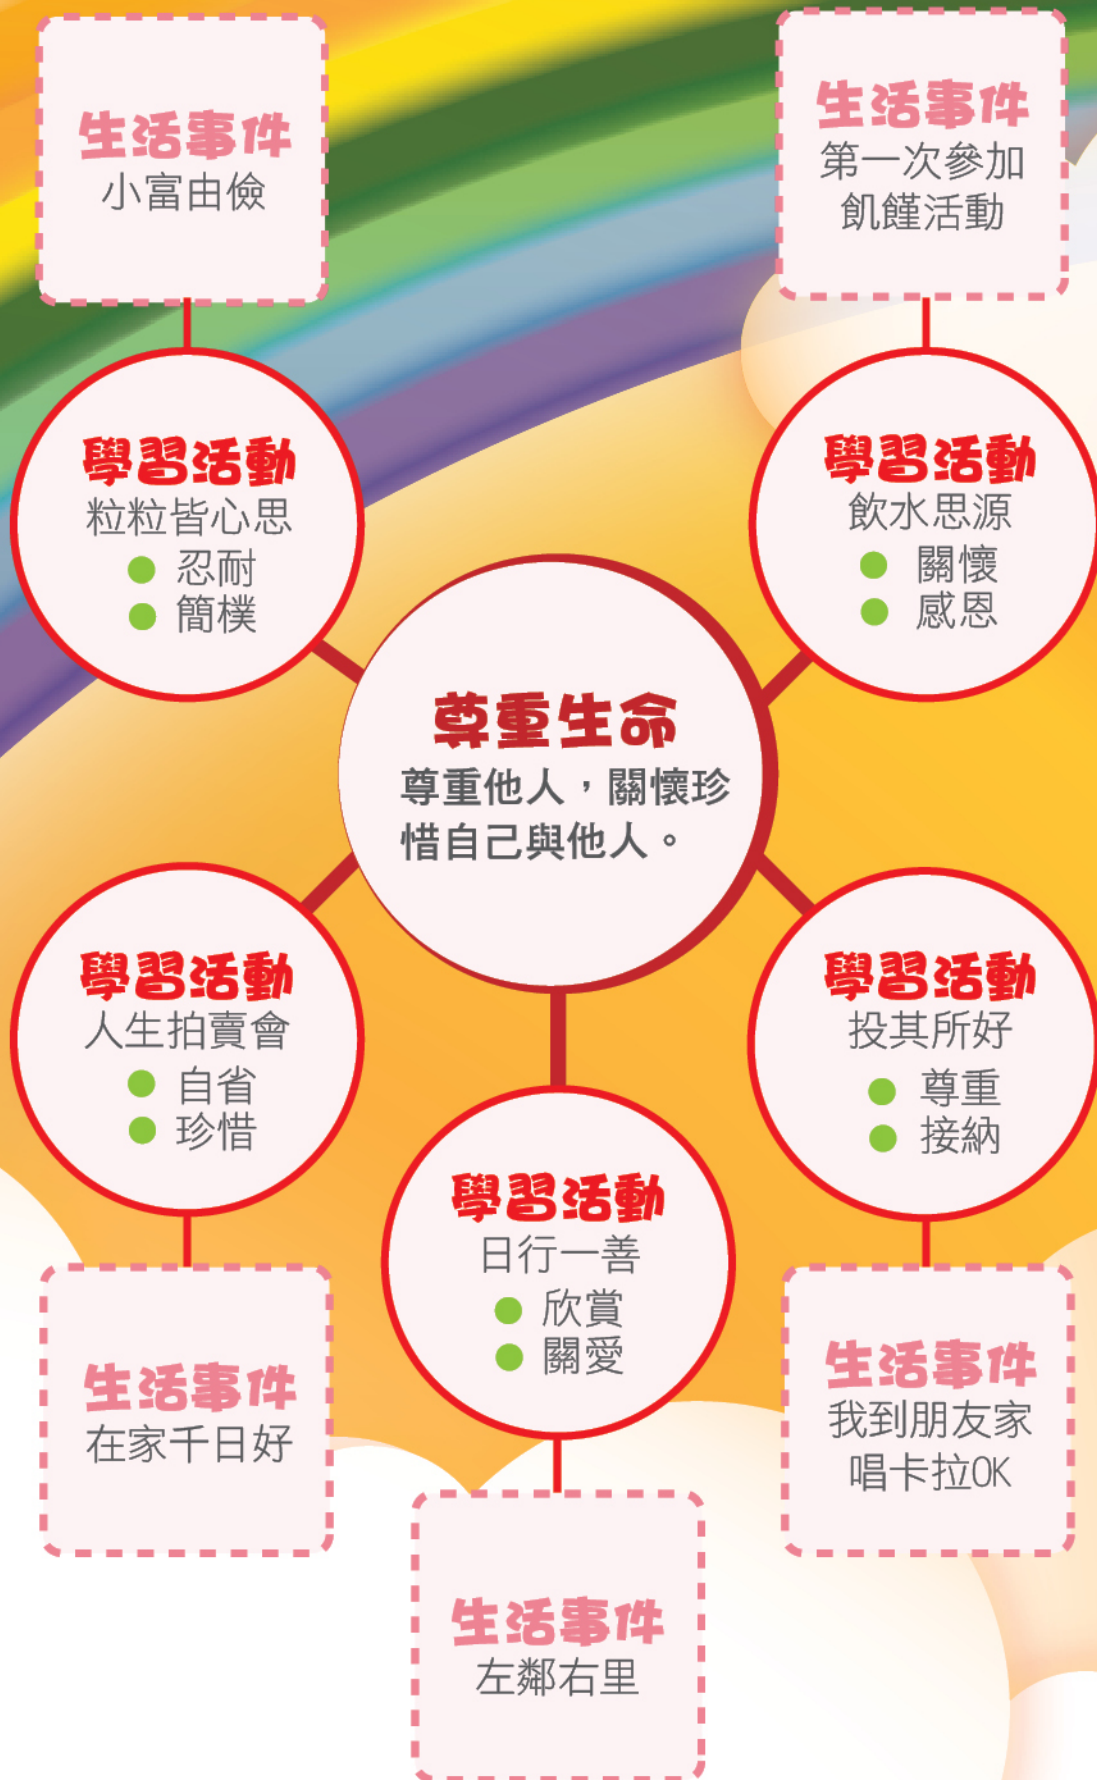 生活事件
小富由儉
生活事件
第一次參加
飢饉活動
學習活動
粒粒皆心思
忍耐
簡樸
學習活動
飲水思源
關懷
感恩
尊重生命
尊重他人，關懷珍
惜自己與他人。
學習活動
人生拍賣會
自省
珍惜
學習活動
投其所好
尊重
接納
學習活動
日行一善
欣賞
關愛
生活事件
在家千日好
生活事件
我到朋友家
唱卡拉OK
生活事件
左鄰右里